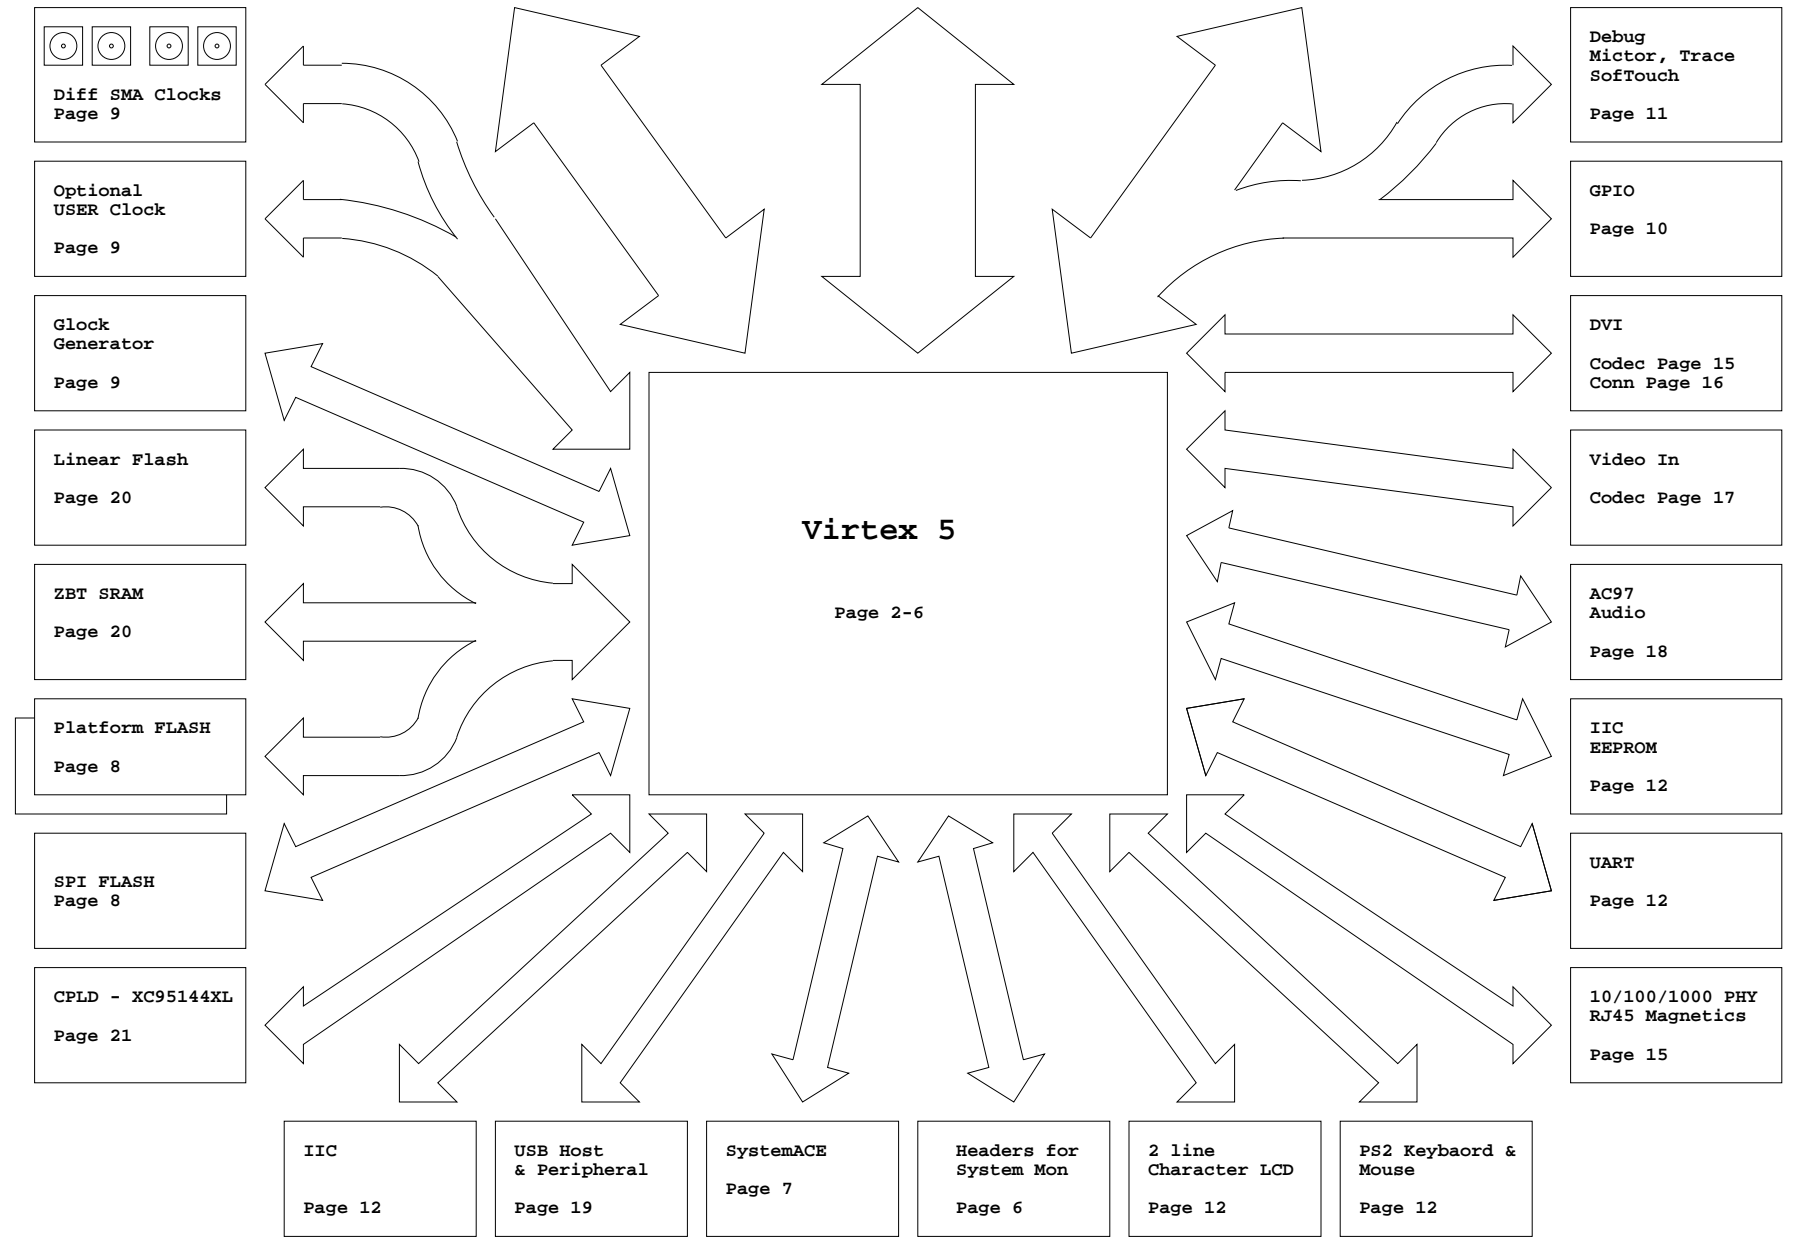 Diff SMA Clocks
Page 9
Optional
USER Clock
Page 9
Glock
Generator
Page 9
Linear Flash
Page 20
ZBT SRAM
Page 20
Platform FLASH
Page 8
SPI FLASH
Page 8
CPLD - XC95144XL
Page 21
Virtex 5
Page 2-6
Debug
Mictor, Trace
SofTouch
Page 11
GPIO
Page 10
DVI
Codec Page 15
Conn Page 16
Video In
Codec Page 17
AC97
Audio
Page 18
IIC
EEPROM
Page 12
UART
Page 12
10/100/1000 PHY
RJ45 Magnetics
Page 15
IIC
Page 12
USB Host
& Peripheral
Page 19
SystemACE
Page 7
Headers for
System Mon
Page 6
2 line
Character LCD
Page 12
PS2 Keybaord &
Mouse
Page 12